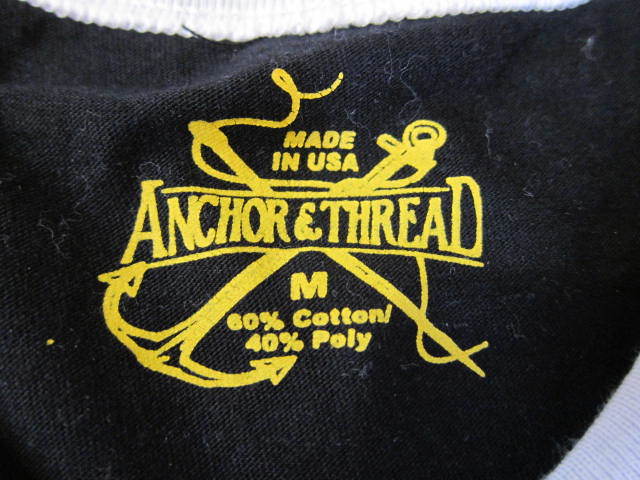 MADE
IN USA
ANCHOR & THREAD
M
60% Cotton/
40% Poly